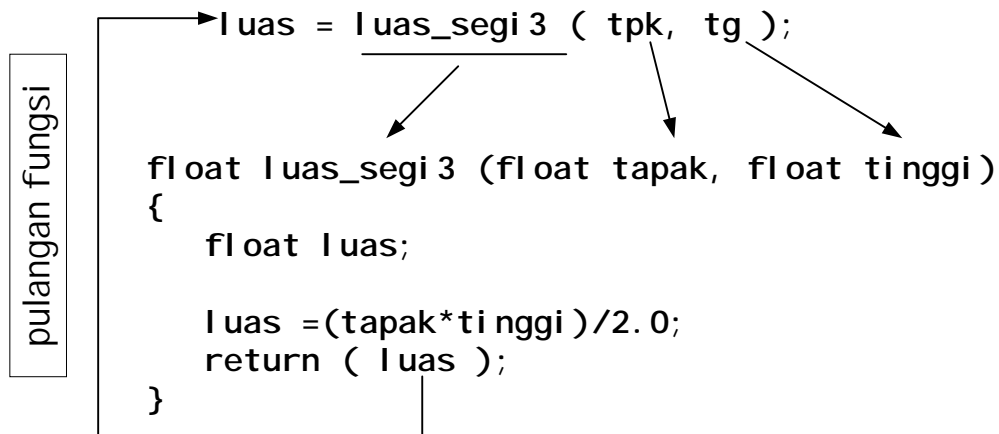 luas = luas_segi3 ( tpk, tg );
pulangan fungsi
float luas_segi3 (float tapak, float tinggi)
{
float luas;
luas =(tapak*tinggi)/2.0;
return ( luas );
}